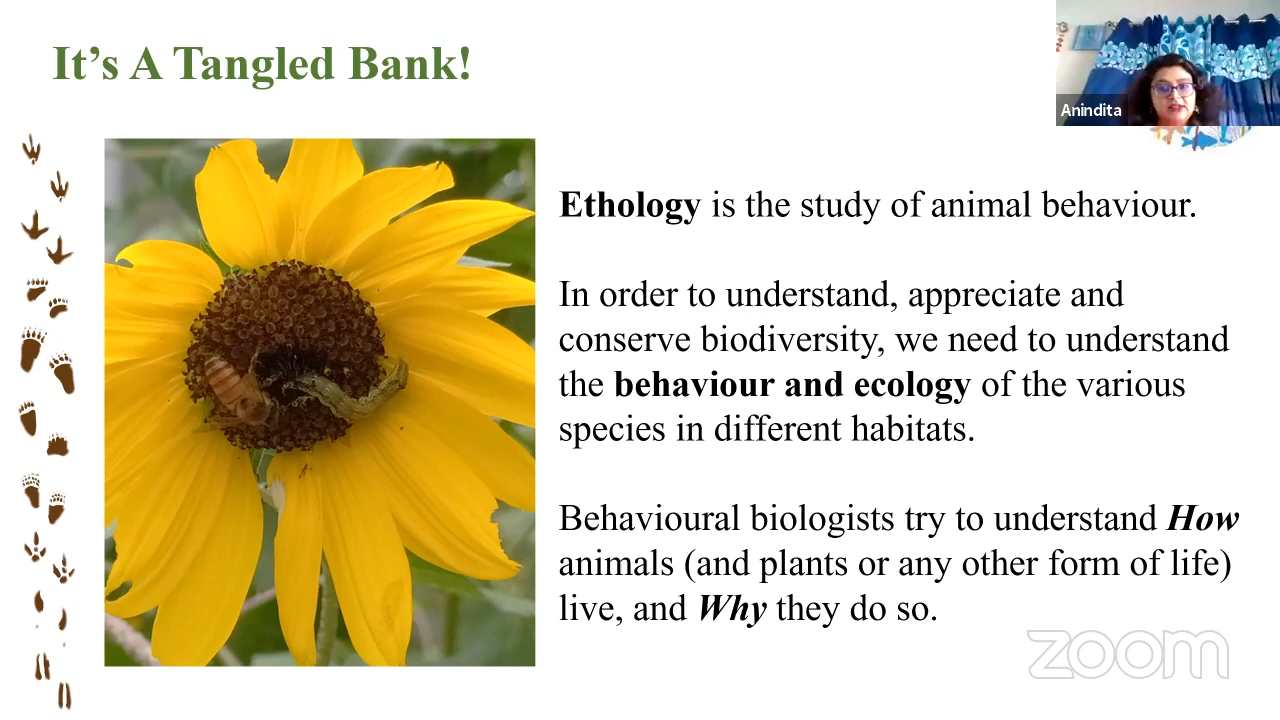 It's A Tangled Bank!
Anindita
Ethology is the study of animal behaviour.
In order to understand, appreciate and
conserve biodiversity, we need to understand
the behaviour and ecology of the various
species in different habitats.
Behavioural biologists try to understand How
animals (and plants or any other form of life)
live, and Why they do so.
zoom